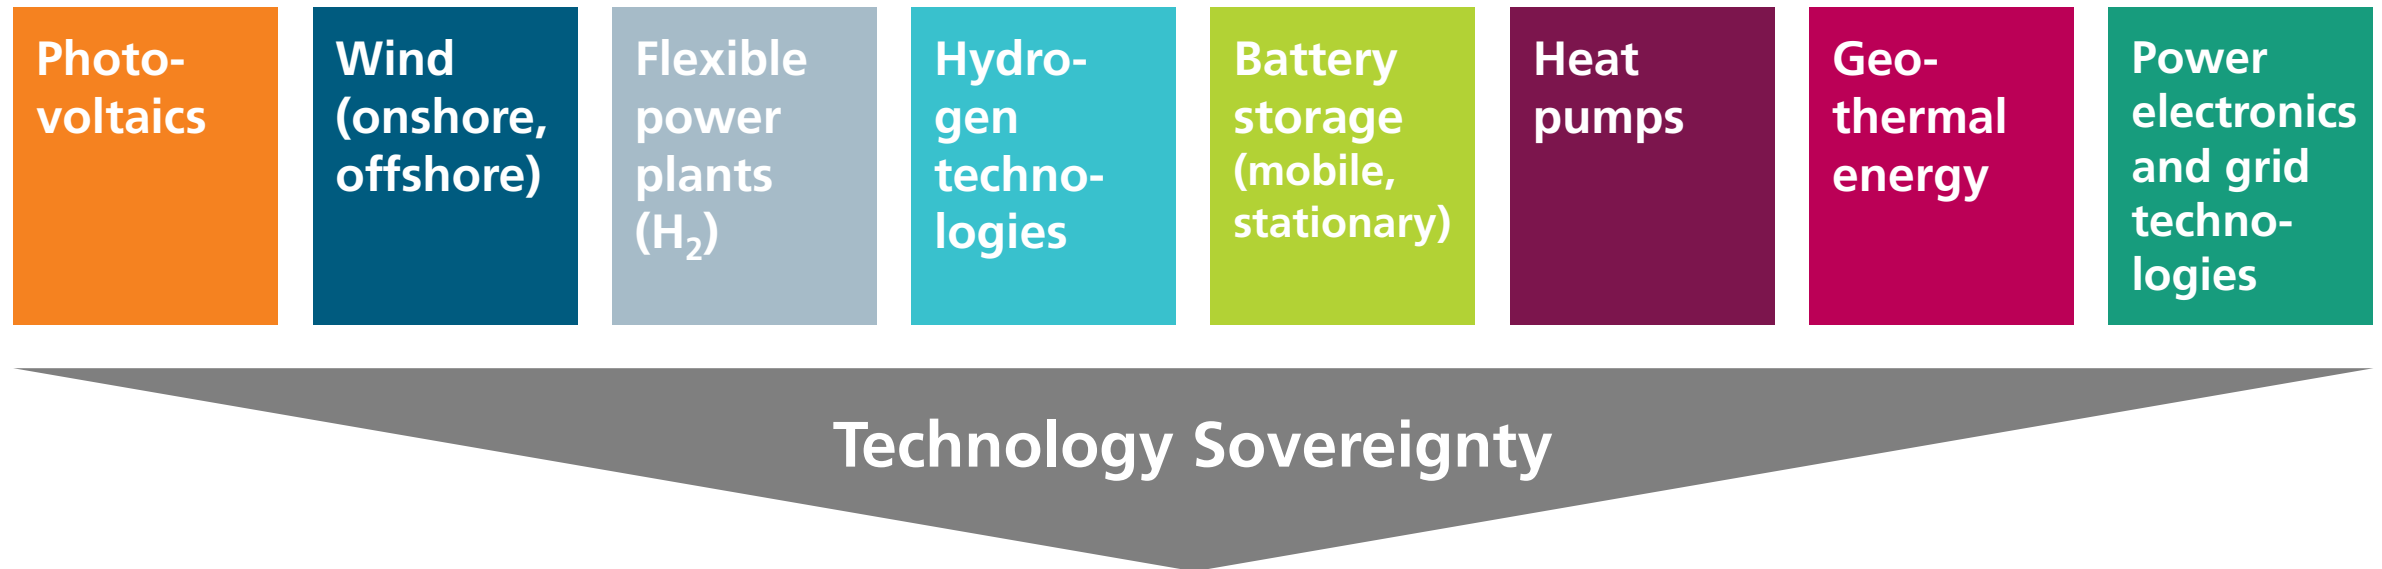 Photo-
voltaics
Wind
(onshore,
offshore)
Flexible
power
plants
(H₂)
Hydro-
gen
techno-
logies
Battery
storage
(mobile,
stationary)
Heat
pumps
Geo-
thermal
energy
Power
electronics
and grid
techno-
logies
Technology Sovereignty